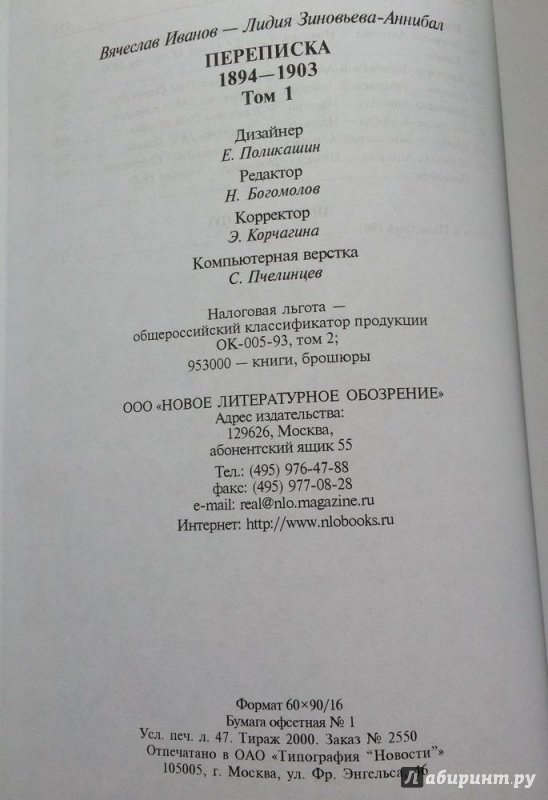 Вячеслав Иванов — Лидия Зиновьева-Аннибал
ПЕРЕПИСКА
1894—1903
Том 1
Дизайнер
Е. Поликашин
Редактор
Н. Богомолов
Корректор
Э. Корчагина
Компьютерная верстка
С. Пчелинцев
Налоговая льгота —
общероссийский классификатор продукции
ОК-005-93, том 2;
953000 — книги, брошюры
ООО «НОВОЕ ЛИТЕРАТУРНОЕ ОБОЗРЕНИЕ»
Адрес издательства:
129626, Москва,
абонентский ящик 55
Тел.: (495) 976-47-88
факс: (495) 977-08-28
e-mail: real@nlo.magazine.ru
Интернет: http://www.nlobooks.ru
Формат 60×90/16
Бумага офсетная № 1
Усл. печ. л. 47. Тираж 2000. Заказ № 2550
Отпечатано в ОАО «Типография "Новости"»
105005, г. Москва, ул. Фр. Энгельса, 46
Лабиринт.ру